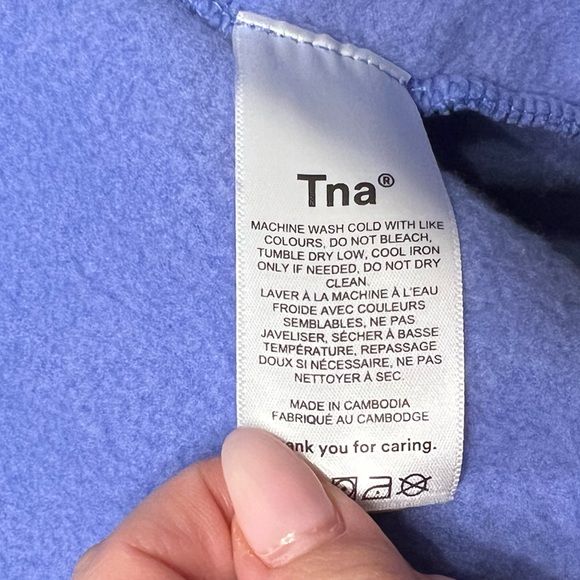 Tna®
MACHINE WASH COLD WITH LIKE
COLOURS, DO NOT BLEACH,
TUMBLE DRY LOW, COOL IRON
ONLY IF NEEDED, DO NOT DRY
CLEAN.
LAVER À LA MACHINE À L'EAU
FROIDE AVEC COULEURS
SEMBLABLES, NE PAS
JAVELISER, SÉCHER À BASSE
TEMPÉRATURE, REPASSAGE
DOUX SI NÉCESSAIRE, NE PAS
NETTOYER À SEC.
MADE IN CAMBODIA
FABRIQUÉ AU CAMBODGE
ank you for caring.